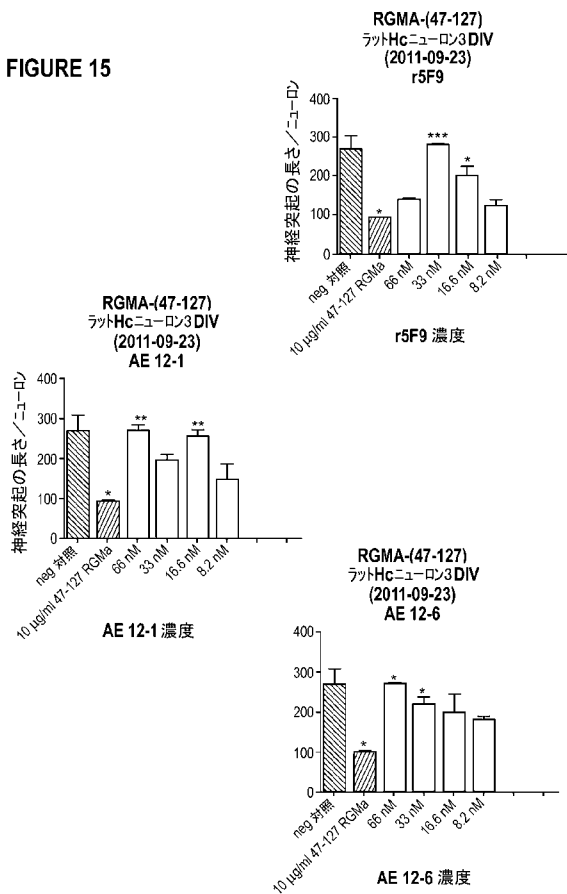 FIGURE 15
RGMA-(47-127)
ラットHcニューロン3 DIV
(2011-09-23)
r5F9
神経突起の長さ/ニューロン
400
300
200
100
0
***
*
*
neg 対照
10 µg/ml 47-127 RGMa
66 nM
33 nM
16.6 nM
8.2 nM
r5F9 濃度
RGMA-(47-127)
ラットHcニューロン3 DIV
(2011-09-23)
AE 12-1
神経突起の長さ/ニューロン
400
300
200
100
0
**
**
*
neg 対照
10 µg/ml 47-127 RGMa
66 nM
33 nM
16.6 nM
8.2 nM
AE 12-1 濃度
RGMA-(47-127)
ラットHcニューロン3 DIV
(2011-09-23)
AE 12-6
400
300
200
100
0
*
*
*
neg 対照
10 µg/ml 47-127 RGMa
66 nM
33 nM
16.6 nM
8.2 nM
AE 12-6 濃度